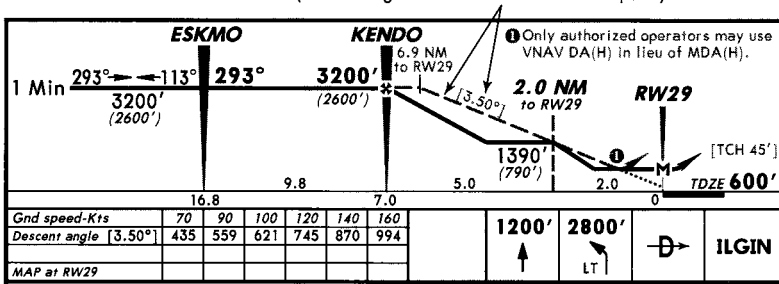 ESKMO
KENDO
6.9 NM
to RW29
❶ Only authorized operators may use
VNAV DA(H) in lieu of MDA(H).
1 Min
293°
113°
293°
3200'
3200'
(2600')
(2600')
[3.50°]
2.0 NM
to RW29
RW29
❶
M
[TCH 45']
1390'
(790')
TDZE 600'
9.8
5.0
2.0
16.8
7.0
0
Gnd speed-Kts 70 90 100 120 140 160
Descent angle [3.50°] 435 559 621 745 870 994
MAP at RW29
1200'
2800'
LT
D
ILGIN